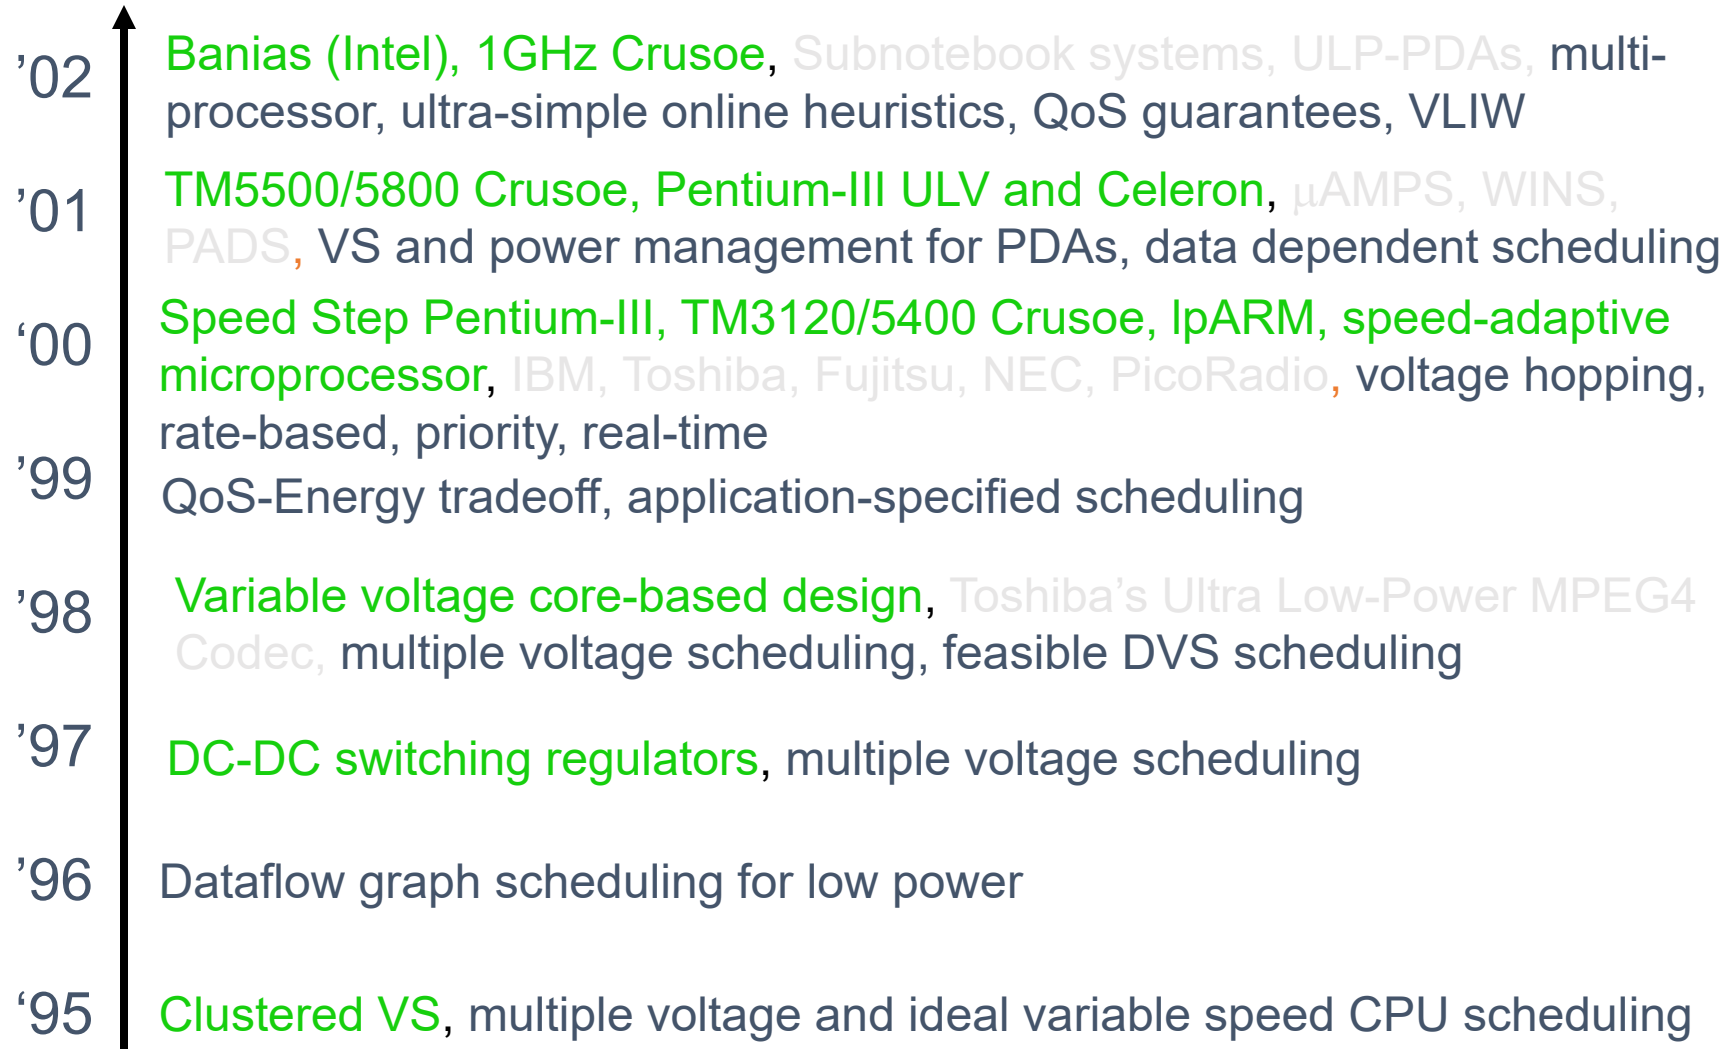 ’02
Banias (Intel), 1GHz Crusoe, Subnotebook systems, ULP-PDAs, multi-
processor, ultra-simple online heuristics, QoS guarantees, VLIW
’01
TM5500/5800 Crusoe, Pentium-III ULV and Celeron, μAMPS, WINS,
PADS, VS and power management for PDAs, data dependent scheduling
‘00
Speed Step Pentium-III, TM3120/5400 Crusoe, lpARM, speed-adaptive
microprocessor, IBM, Toshiba, Fujitsu, NEC, PicoRadio, voltage hopping,
rate-based, priority, real-time
’99
QoS-Energy tradeoff, application-specified scheduling
’98
Variable voltage core-based design, Toshiba’s Ultra Low-Power MPEG4
Codec, multiple voltage scheduling, feasible DVS scheduling
’97
DC-DC switching regulators, multiple voltage scheduling
’96
Dataflow graph scheduling for low power
‘95
Clustered VS, multiple voltage and ideal variable speed CPU scheduling